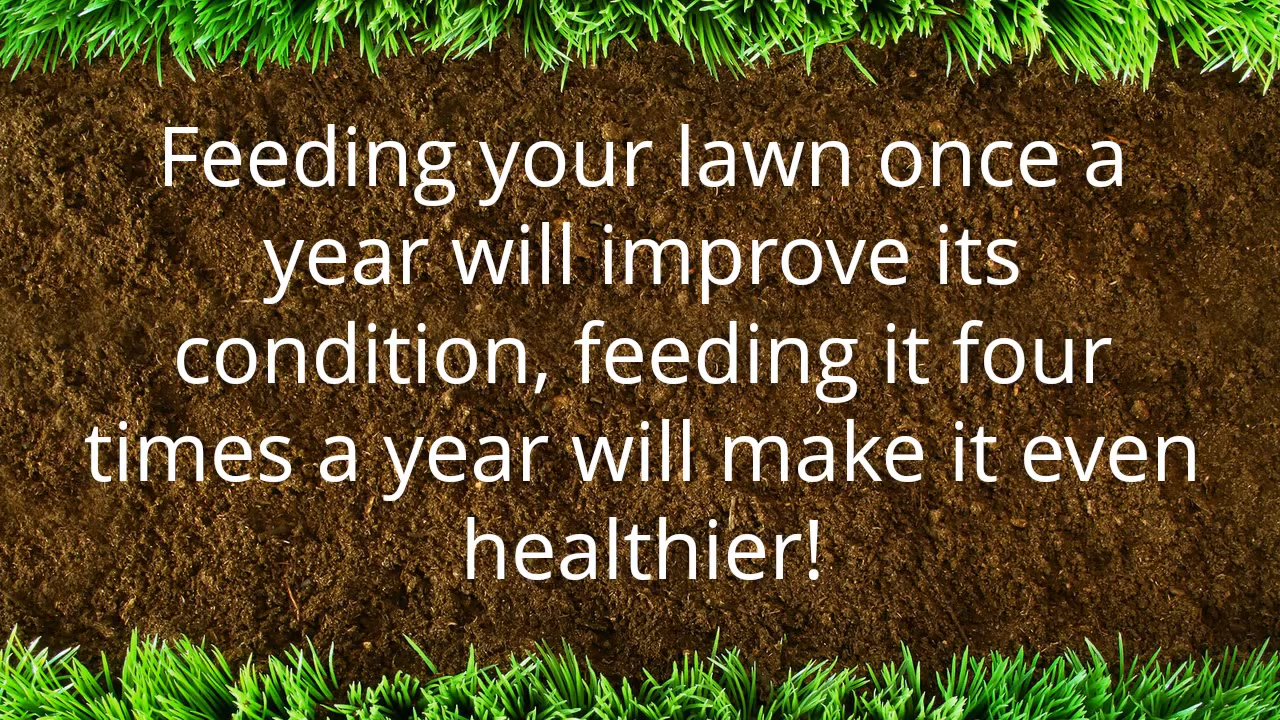 Feeding your lawn once a
year will improve its
condition, feeding it four
times a year will make it even
healthier!